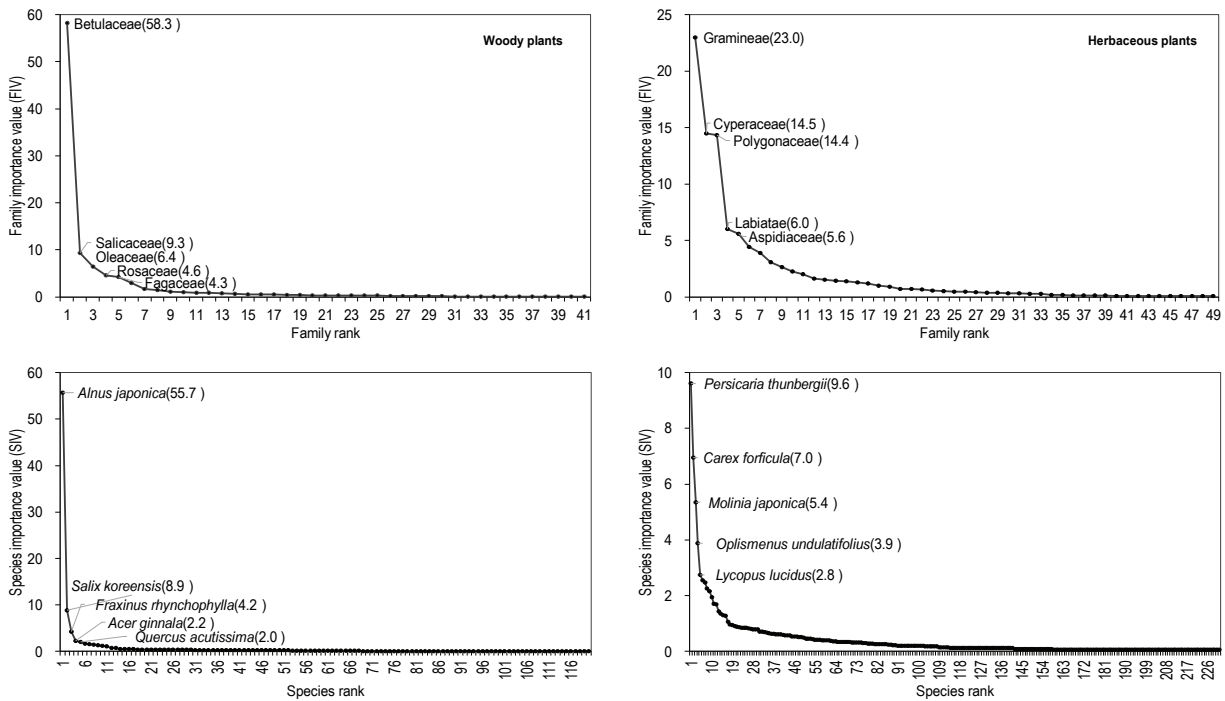 Woody plants
Family importance value (FIV)
60
50
40
30
20
10
0
Betulaceae(58.3 )
Salicaceae(9.3 )
Oleaceae(6.4 )
Rosaceae(4.6 )
Fagaceae(4.3 )
1 3 5 7 9 11 13 15 17 19 21 23 25 27 29 31 33 35 37 39 41
Family rank
Herbaceous plants
Family importance value (FIV)
25
20
15
10
5
0
Gramineae(23.0)
Cyperaceae(14.5 )
Polygonaceae(14.4 )
Labiatae(6.0 )
Aspidiaceae(5.6 )
1 3 5 7 9 11 13 15 17 19 21 23 25 27 29 31 33 35 37 39 41 43 45 47 49
Family rank
Species importance value (SIV)
60
50
40
30
20
10
0
Alnus japonica(55.7 )
Salix koreensis(8.9 )
Fraxinus rhynchophylla(4.2 )
Acer ginnala(2.2 )
Quercus acutissima(2.0 )
1 6 11 16 21 26 31 36 41 46 51 56 61 66 71 76 81 86 91 96 101 106 111 116
Species rank
Species importance value (SIV)
10
8
6
4
2
0
Persicaria thunbergii(9.6 )
Carex forficula(7.0 )
Molinia japonica(5.4 )
Oplismenus undulatifolius(3.9 )
Lycopus lucidus(2.8 )
1 10 19 28 37 46 55 64 73 82 91 100 109 118 127 136 145 154 163 172 181 190 199 208 217 226
Species rank